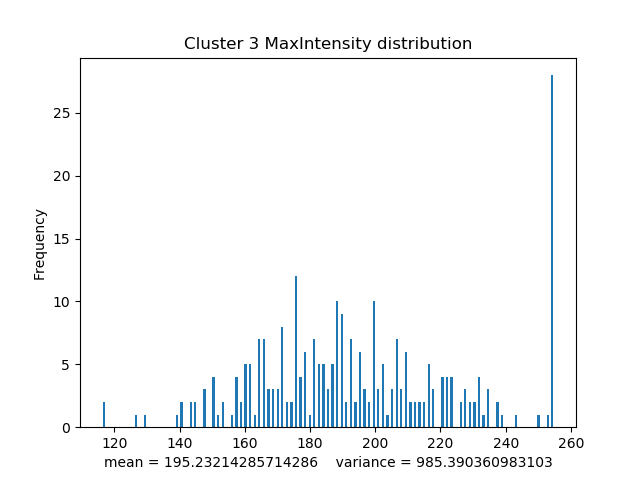 Cluster 3 MaxIntensity distribution
Frequency
25
20
15
10
5
0
120 140 160 180 200 220 240 260
mean = 195.23214285714286 variance = 985.390360983103